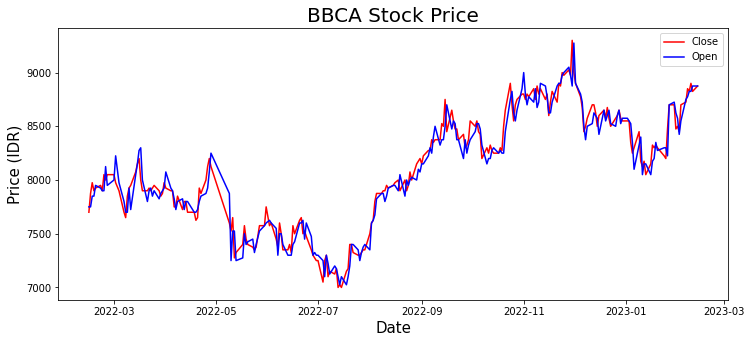 BBCA Stock Price
Close
Open
Price (IDR)
9000
8500
8000
7500
7000
2022-03
2022-05
2022-07
2022-09
2022-11
2023-01
2023-03
Date